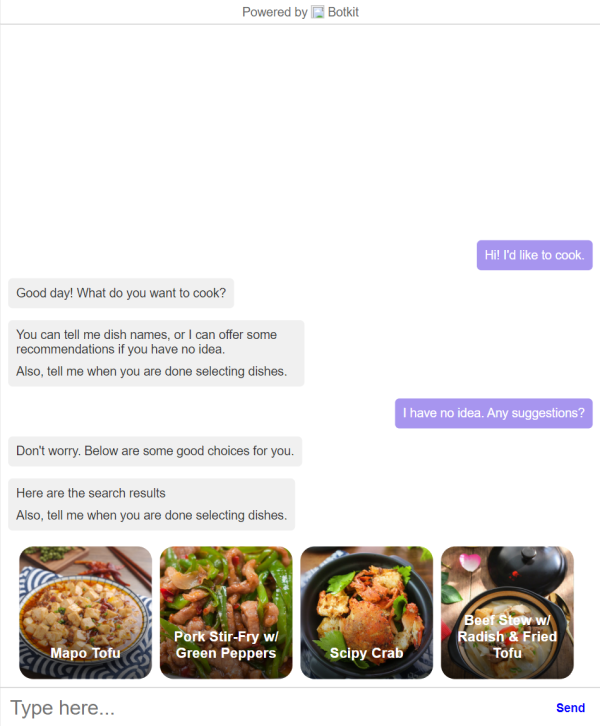 Powered by Botkit
Hi! I'd like to cook.
Good day! What do you want to cook?
You can tell me dish names, or I can offer some
recommendations if you have no idea.
Also, tell me when you are done selecting dishes.
I have no idea. Any suggestions?
Don't worry. Below are some good choices for you.
Here are the search results
Also, tell me when you are done selecting dishes.
Mapo Tofu
Pork Stir-Fry w/
Green Peppers
Scipy Crab
Beef Stew w/
Radish & Fried
Tofu
Type here...
Send